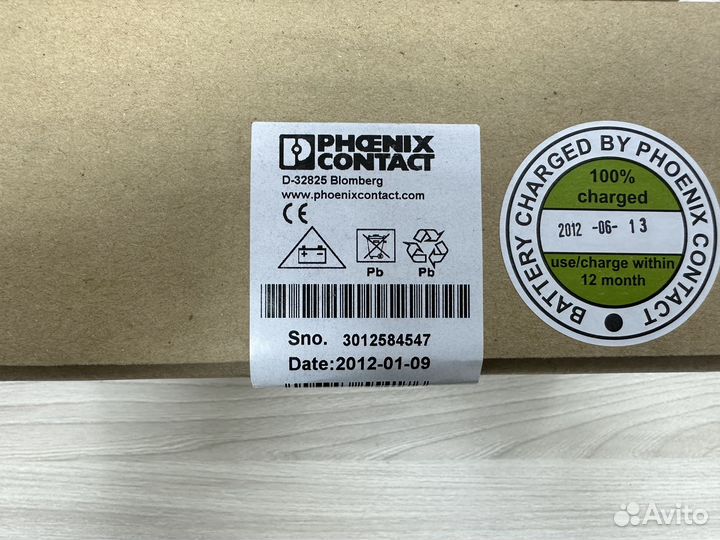 PHŒNIX
CONTACT
D-32825 Blomberg
www.phoenixcontact.com
CE
Pb Pb
Sno. 3012584547
Date:2012-01-09
BATTERY CHARGED BY PHOENIX CONTACT
100%
charged
2012 -06- 13
use/charge within
12 month
Avito